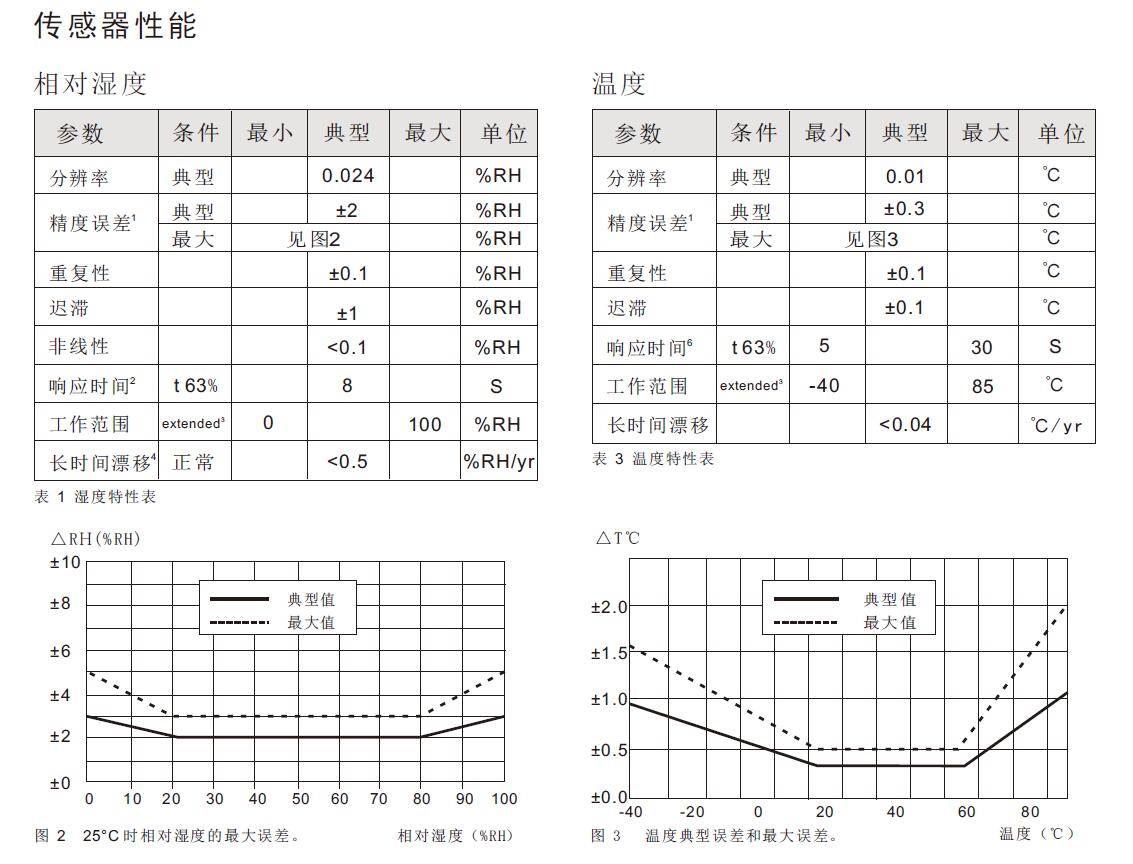 传感器性能
相对湿度
参数 条件 最小 典型 最大 单位
分辨率 典型 0.024 %RH
精度误差1 典型 ±2 %RH
最大 见图2 %RH
重复性 ±0.1 %RH
迟滞 ±1 %RH
非线性 <0.1 %RH
响应时间2 t 63% 8 S
工作范围 extended3 0 100 %RH
长时间漂移4 正常 <0.5 %RH/yr
表 1 湿度特性表
温度
参数 条件 最小 典型 最大 单位
分辨率 典型 0.01 ℃
精度误差1 典型 ±0.3 ℃
最大 见图3 ℃
重复性 ±0.1 ℃
迟滞 ±0.1 ℃
响应时间6 t 63% 5 30 S
工作范围 extended3 -40 85 ℃
长时间漂移 <0.04 ℃/yr
表 3 温度特性表
△RH(%RH)
±10
±8
±6
±4
±2
±0
典型值
最大值
0 10 20 30 40 50 60 70 80 90 100
图 2 25°C 时相对湿度的最大误差。 相对湿度（%RH）
△T℃
±2.0
±1.5
±1.0
±0.5
±0.0
典型值
最大值
-40 -20 0 20 40 60 80
图 3 温度典型误差和最大误差。 温度（℃）